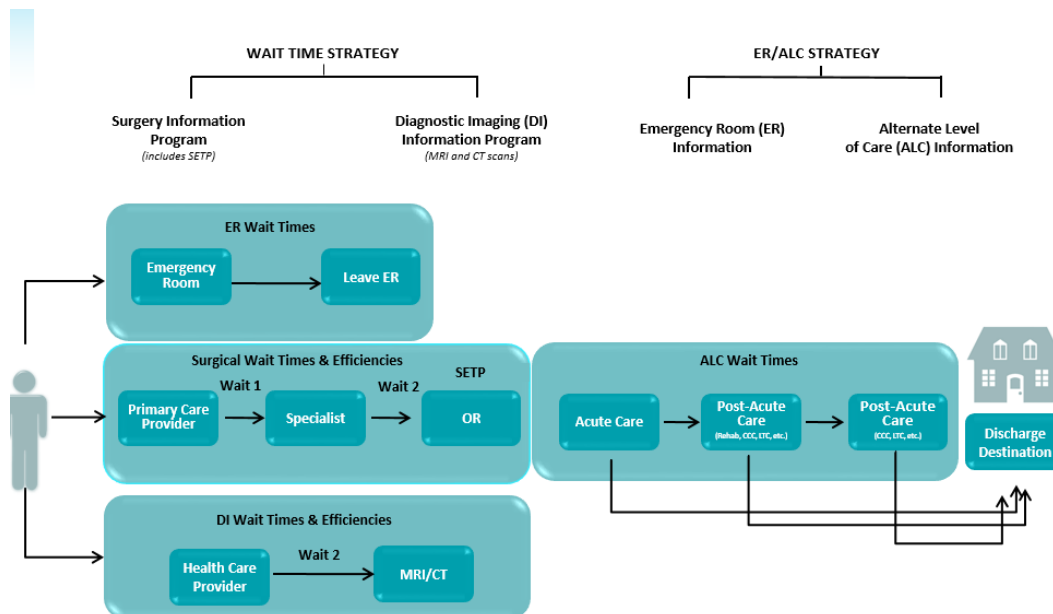 WAIT TIME STRATEGY
ER/ALC STRATEGY
Surgery Information
Program
(includes SETP)
Diagnostic Imaging (DI)
Information Program
(MRI and CT scans)
Emergency Room (ER)
Information
Alternate Level
of Care (ALC) Information
ER Wait Times
Emergency
Room
Leave ER
Surgical Wait Times & Efficiencies
Primary Care
Provider
Wait 1
Specialist
Wait 2
SETP
OR
ALC Wait Times
Acute Care
Post-Acute
Care
(Rehab, CCC, LTC, etc.)
Post-Acute
Care
(CCC, LTC, etc.)
Discharge
Destination
DI Wait Times & Efficiencies
Health Care
Provider
Wait 2
MRI/CT